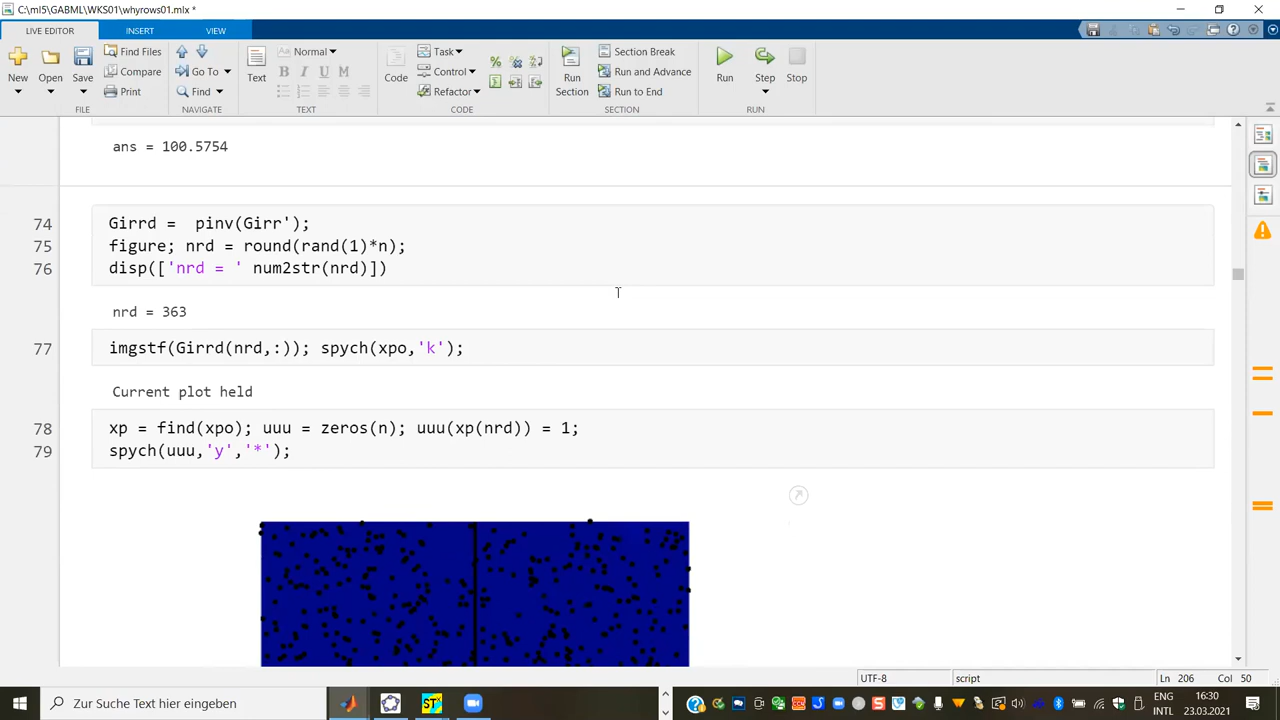 C:\ml5\GABML\WKS01\whyrows01.mlx *
LIVE EDITOR INSERT VIEW
New Open Save
Find Files
Compare
Print
Go To
Find
Text
Normal
B I U M
Code
Task
Control
Refactor
Run Section
Section Break
Run and Advance
Run to End
Run Step Stop
FILE NAVIGATE TEXT CODE SECTION RUN
ans = 100.5754
74 Girrd =  pinv(Girr');
75 figure; nrd = round(rand(1)*n);
76 disp(['nrd = ' num2str(nrd)])
nrd = 363
77 imgstf(Girrd(nrd,:)); spych(xpo,'k');
Current plot held
78 xp = find(xpo); uuu = zeros(n); uuu(xp(nrd)) = 1;
79 spych(uuu,'y','*');
UTF-8 script Ln 206 Col 50
Zur Suche Text hier eingeben
ENG 16:30
INTL 23.03.2021